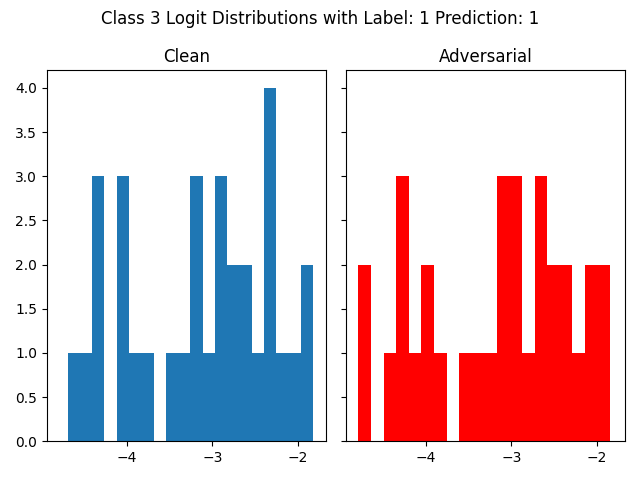 Class 3 Logit Distributions with Label: 1 Prediction: 1
Clean
Adversarial
4.0
3.5
3.0
2.5
2.0
1.5
1.0
0.5
0.0
−4 −3 −2
−4 −3 −2